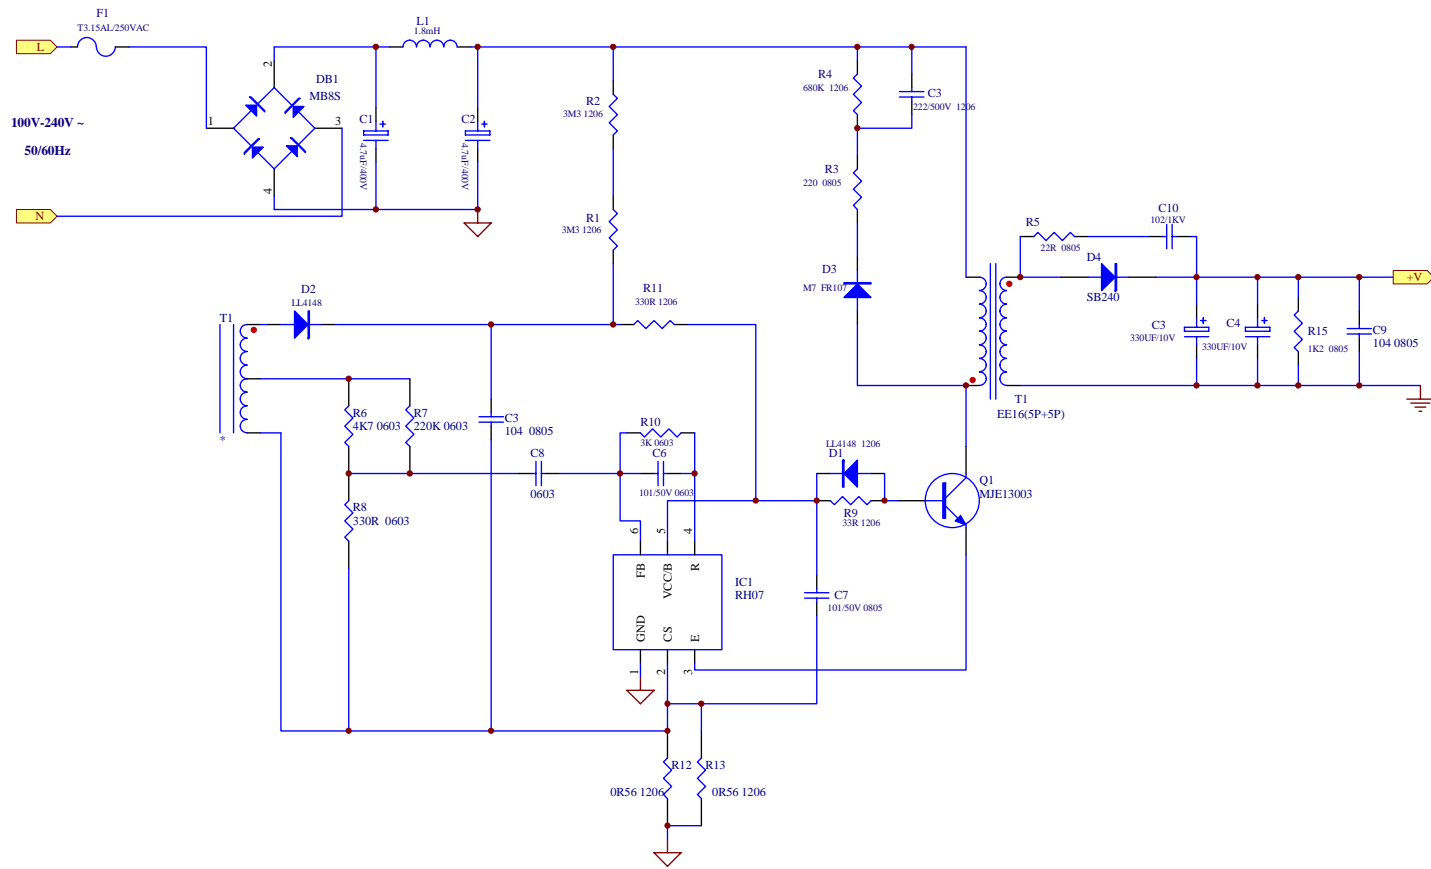 F1
T3.15AL/250VAC
L
100V-240V ~
50/60Hz
N
1
2
3
4
DB1
MB8S
L1
1.8mH
C1
4.7uF/400V
C2
4.7uF/400V
R2
3M3 1206
R1
3M3 1206
R4
680K 1206
C3
222/500V 1206
R3
220 0805
D3
M7 FR107
R5
22R 0805
C10
102/1KV
D4
SB240
+V
C3
330UF/10V
C4
330UF/10V
R15
1K2 0805
C9
104 0805
T1
EE16(5P+5P)
T1
*
D2
LL4148
R11
330R 1206
R6
4K7 0603
R7
220K 0603
C3
104 0805
R8
330R 0603
C8
0603
R10
3K 0603
C6
101/50V 0603
LL4148 1206
D1
R9
33R 1206
Q1
MJE13003
6
5
4
FB
VCC/B
R
GND
CS
E
1
2
3
IC1
RH07
C7
101/50V 0805
R12
0R56 1206
R13
0R56 1206